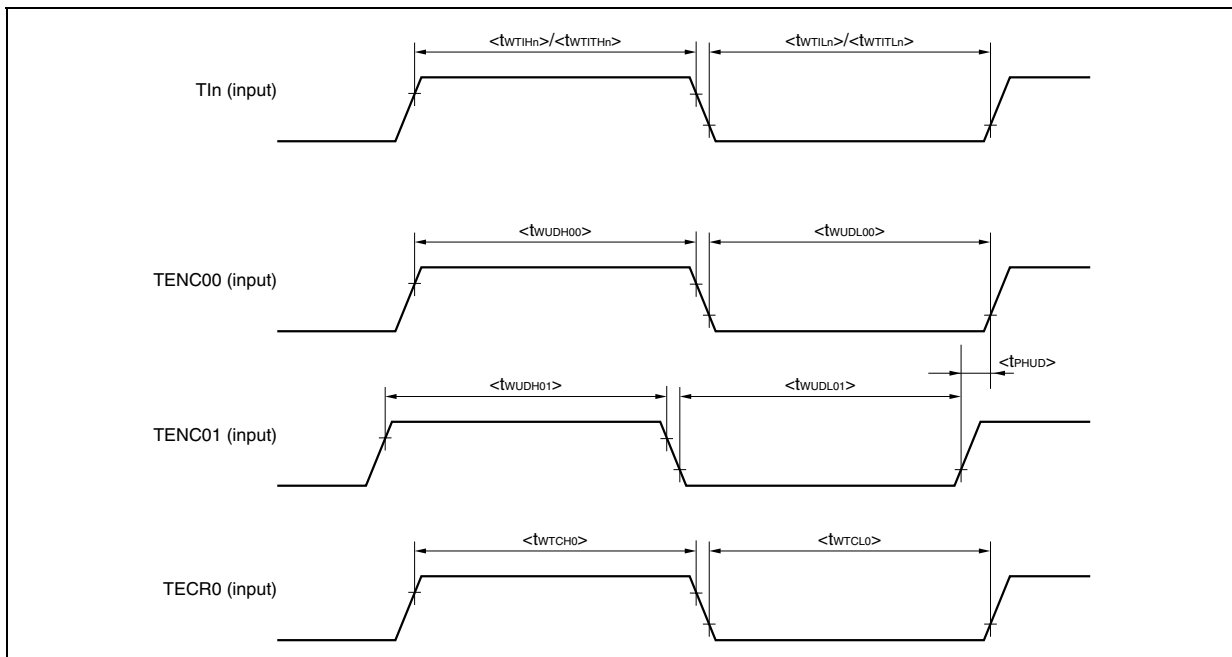 <tWTIHn>/<tWTITHn> <tWTILn>/<tWTITLn>
TIn (input)
<tWUDH00> <tWUDL00>
TENC00 (input)
<tPHUD>
<tWUDH01> <tWUDL01>
TENC01 (input)
<tWTCH0> <tWTCL0>
TECR0 (input)